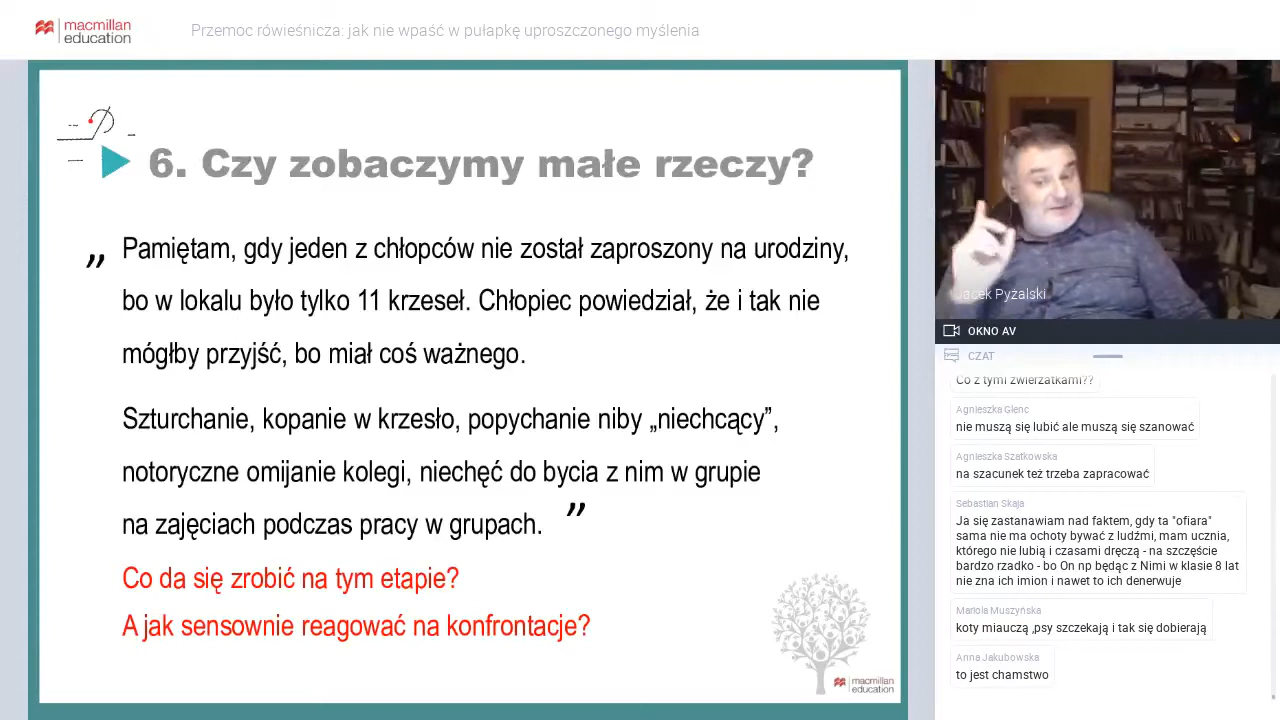 macmillan
education
Przemoc rówieśnicza: jak nie wpaść w pułapkę uproszczonego myślenia
6. Czy zobaczymy małe rzeczy?
„ Pamiętam, gdy jeden z chłopców nie został zaproszony na urodziny,
bo w lokalu było tylko 11 krzeseł. Chłopiec powiedział, że i tak nie
mógłby przyjść, bo miał coś ważnego.
Szturchanie, kopanie w krzesło, popychanie niby „niechcący”,
notoryczne omijanie kolegi, niechęć do bycia z nim w grupie
na zajęciach podczas pracy w grupach. ”
Co da się zrobić na tym etapie?
A jak sensownie reagować na konfrontacje?
macmillan
education
Jacek Pyżalski
OKNO AV
CZAT
Co z tymi zwierzątkami??
Agnieszka Glenc
nie muszą się lubić ale muszą się szanować
Agnieszka Szatkowska
na szacunek też trzeba zapracować
Sebastian Skaja
Ja się zastanawiam nad faktem, gdy ta "ofiara"
sama nie ma ochoty bywać z ludźmi, mam ucznia,
którego nie lubią i czasami dręczą - na szczęście
bardzo rzadko - bo On np będąc z Nimi w klasie 8 lat
nie zna ich imion i nawet to ich denerwuje
Mariola Muszyńska
koty miauczą ,psy szczekają i tak się dobierają
Anna Jakubowska
to jest chamstwo